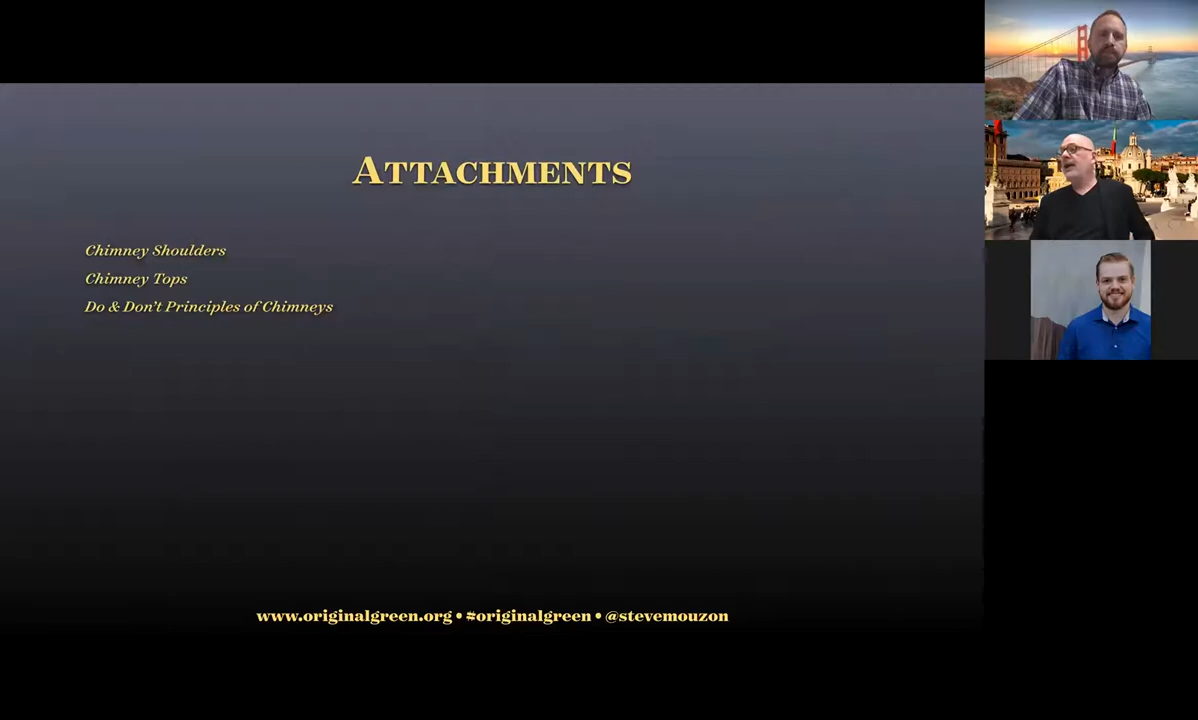 Attachments
Chimney Shoulders
Chimney Tops
Do & Don't Principles of Chimneys
www.originalgreen.org • #originalgreen • @stevemouzon